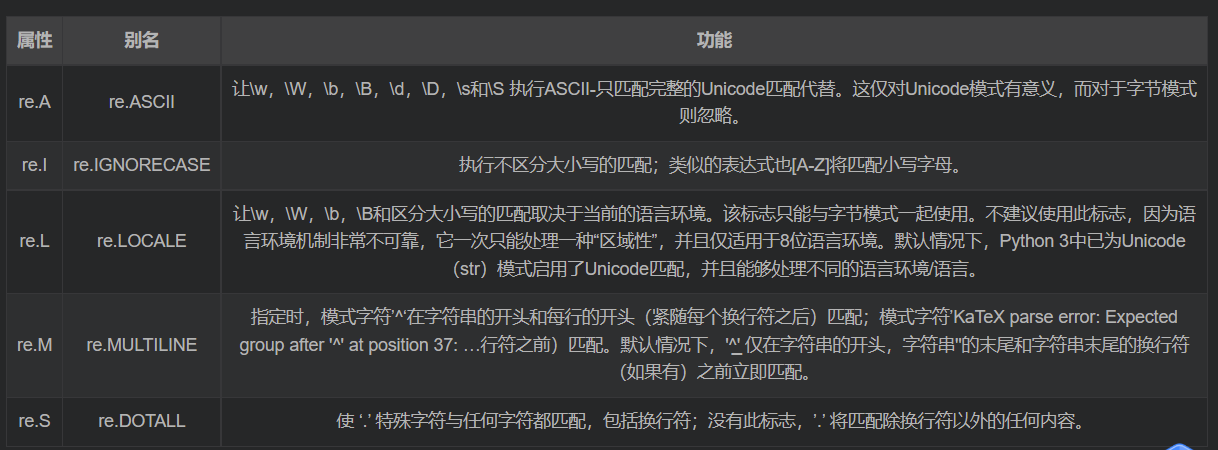 属性 别名 功能
让\w，\W，\b，\B，\d，\D，\s和\S 执行ASCII-只匹配完整的Unicode匹配代替。这仅对Unicode模式有意义，而对于字节模式
re.A re.ASCII
则忽略。
re.I re.IGNORECASE 执行不区分大小写的匹配；类似的表达式也[A-Z]将匹配小写字母。
让\w，\W，\b，\B和区分大小写的匹配取决于当前的语言环境。该标志只能与字节模式一起使用。不建议使用此标志，因为语
re.L re.LOCALE 言环境机制非常不可靠，它一次只能处理一种“区域性”，并且仅适用于8位语言环境。默认情况下，Python 3中已为Unicode
（str）模式启用了Unicode匹配，并且能够处理不同的语言环境/语言。
指定时，模式字符’^‘在字符串的开头和每行的开头（紧随每个换行符之后）匹配；模式字符’KaTeX parse error: Expected
re.M re.MULTILINE group after '^' at position 37: …行符之前）匹配。默认情况下，'^'̲ 仅在字符串的开头，字符串"的末尾和字符串末尾的换行符
（如果有）之前立即匹配。
re.S re.DOTALL 使 ‘.’ 特殊字符与任何字符都匹配，包括换行符；没有此标志，’.’ 将匹配除换行符以外的任何内容。